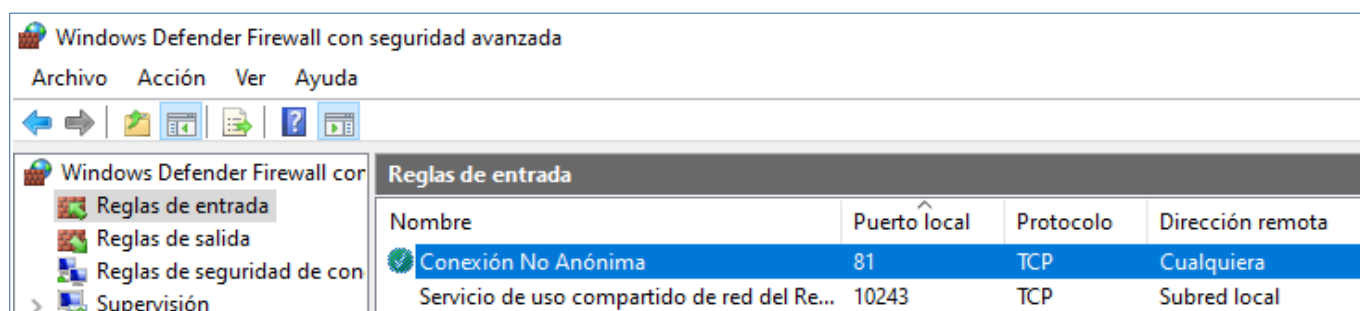 Windows Defender Firewall con seguridad avanzada
Archivo Acción Ver Ayuda
Windows Defender Firewall con
Reglas de entrada
Reglas de salida
Reglas de seguridad de con
Supervisión
Reglas de entrada
Nombre Puerto local Protocolo Dirección remota
Conexión No Anónima 81 TCP Cualquiera
Servicio de uso compartido de red del Re... 10243 TCP Subred local